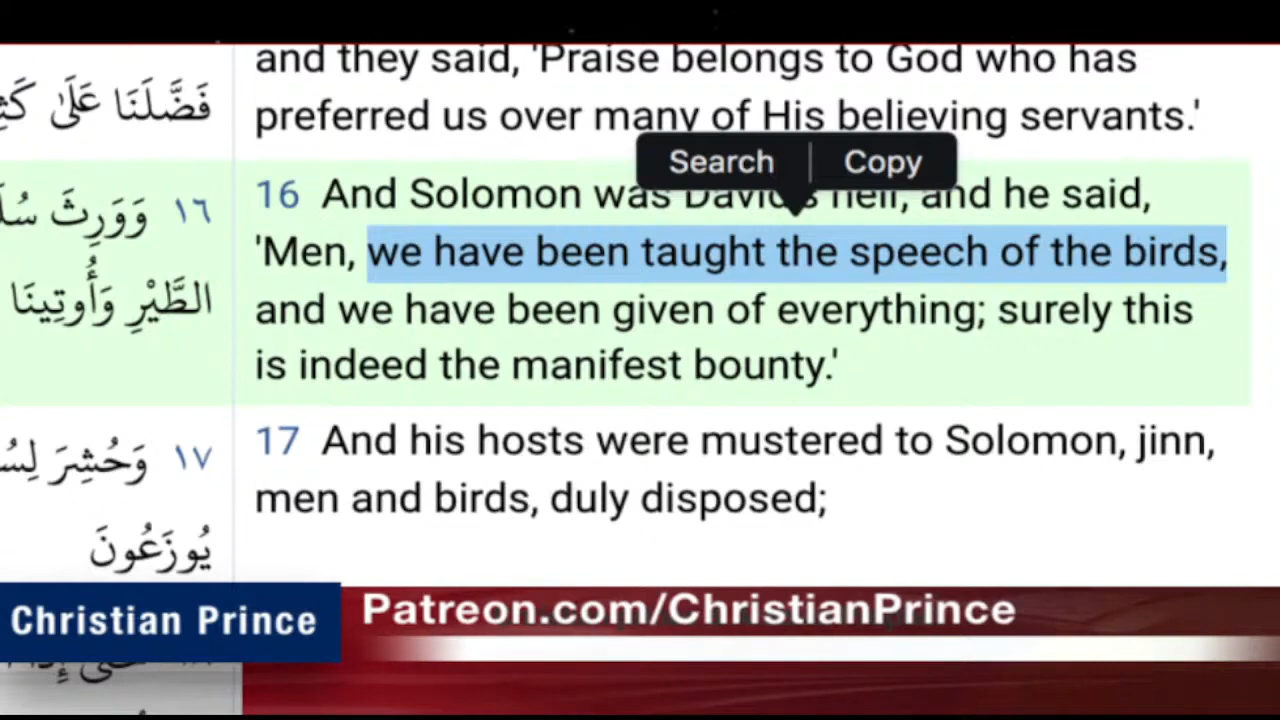 and they said, 'Praise belongs to God who has
preferred us over many of His believing servants.'
Search Copy
فَضَّلَنَا عَلَىٰ
16 And Solomon was David's heir, and he said,
'Men, we have been taught the speech of the birds,
and we have been given of everything; surely this
is indeed the manifest bounty.'
١٦ وَوَرِثَ
الطَّيْرِ وَأُوتِينَا
17 And his hosts were mustered to Solomon, jinn,
men and birds, duly disposed;
١٧ وَحُشِرَ
يُوزَعُونَ
Christian Prince
Patreon.com/ChristianPrince